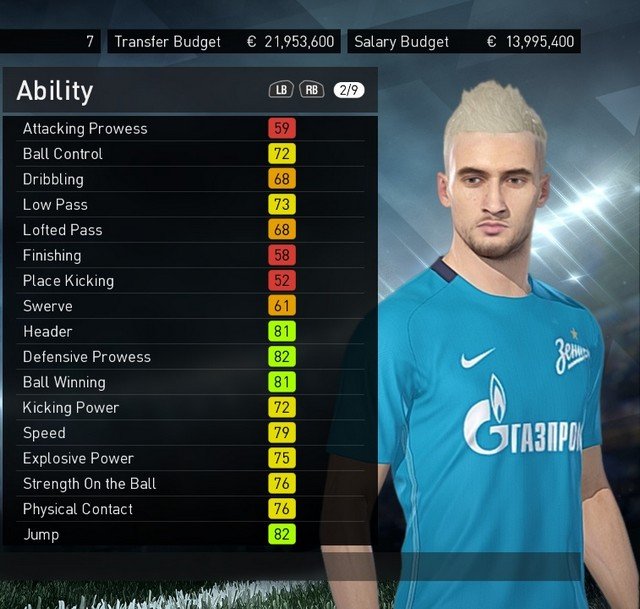 7 Transfer Budget € 21,953,600 Salary Budget € 13,995,400
Ability LB RB 2/9
Attacking Prowess 59
Ball Control 72
Dribbling 68
Low Pass 73
Lofted Pass 68
Finishing 58
Place Kicking 52
Swerve 61
Header 81
Defensive Prowess 82
Ball Winning 81
Kicking Power 72
Speed 79
Explosive Power 75
Strength On the Ball 76
Physical Contact 76
Jump 82
Зенит
ГАЗПРОМ